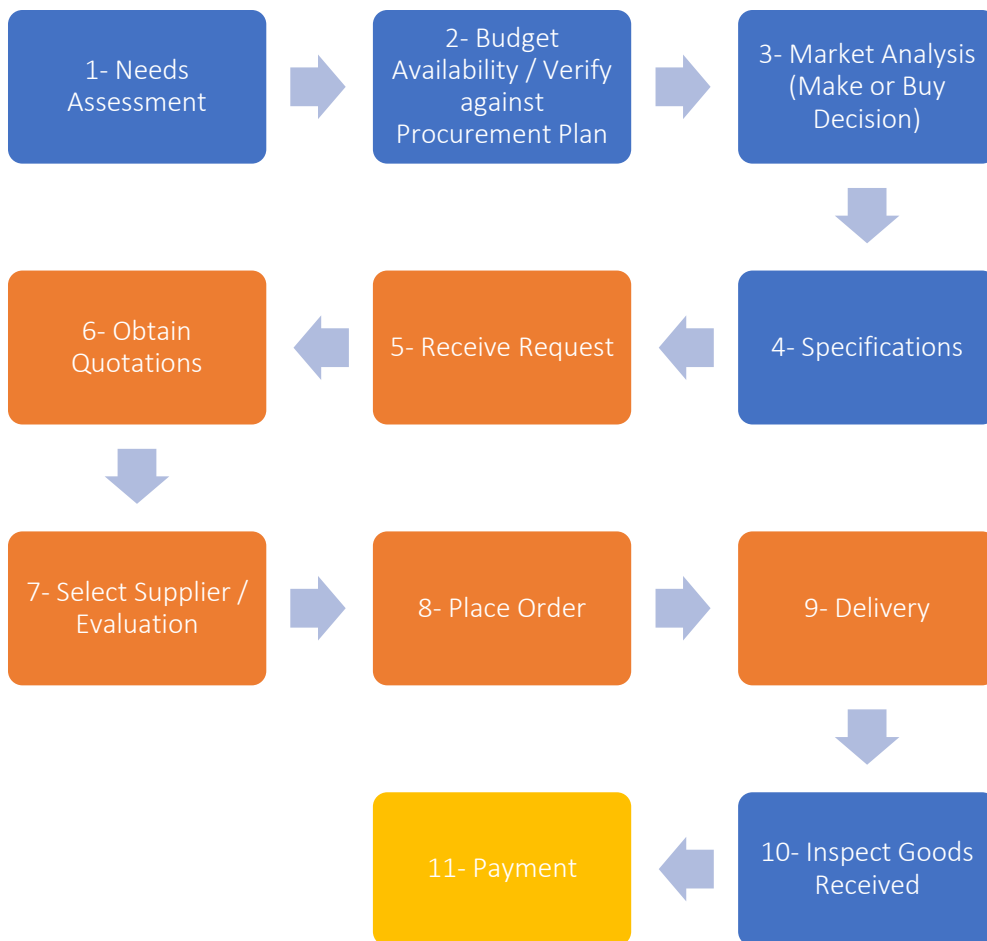 1- Needs
Assessment
2- Budget
Availability / Verify
against
Procurement Plan
3- Market Analysis
(Make or Buy
Decision)
4- Specifications
5- Receive Request
6- Obtain
Quotations
7- Select Supplier /
Evaluation
8- Place Order
9- Delivery
10- Inspect Goods
Received
11- Payment